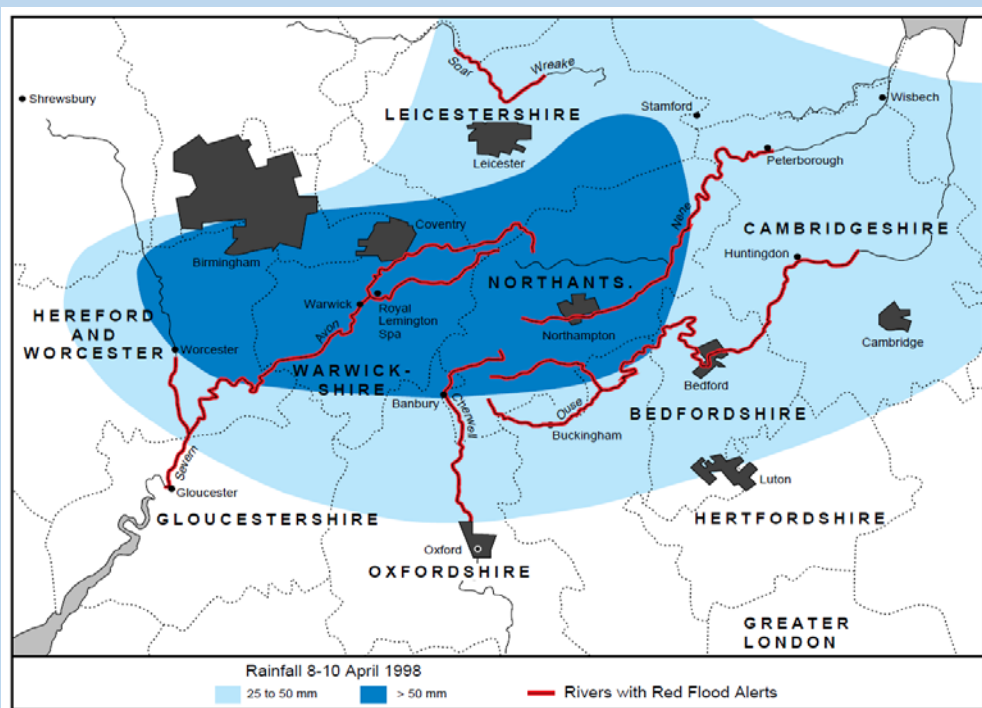 Soar
Wreake
Shrewsbury
LEICESTERSHIRE
Stamford
Wisbech
Leicester
Peterborough
Nene
Coventry
CAMBRIDGESHIRE
Birmingham
Huntingdon
NORTHANTS.
Warwick
Royal
Lemington
Spa
HEREFORD
AND
WORCESTER
Avon
Northampton
Cambridge
Worcester
WARWICK-
SHIRE
Bedford
Banbury
Cherwell
Ouse
BEDFORDSHIRE
Buckingham
Severn
Luton
Gloucester
GLOUCESTERSHIRE
HERTFORDSHIRE
Oxford
OXFORDSHIRE
GREATER
LONDON
Rainfall 8-10 April 1998
25 to 50 mm
> 50 mm
Rivers with Red Flood Alerts